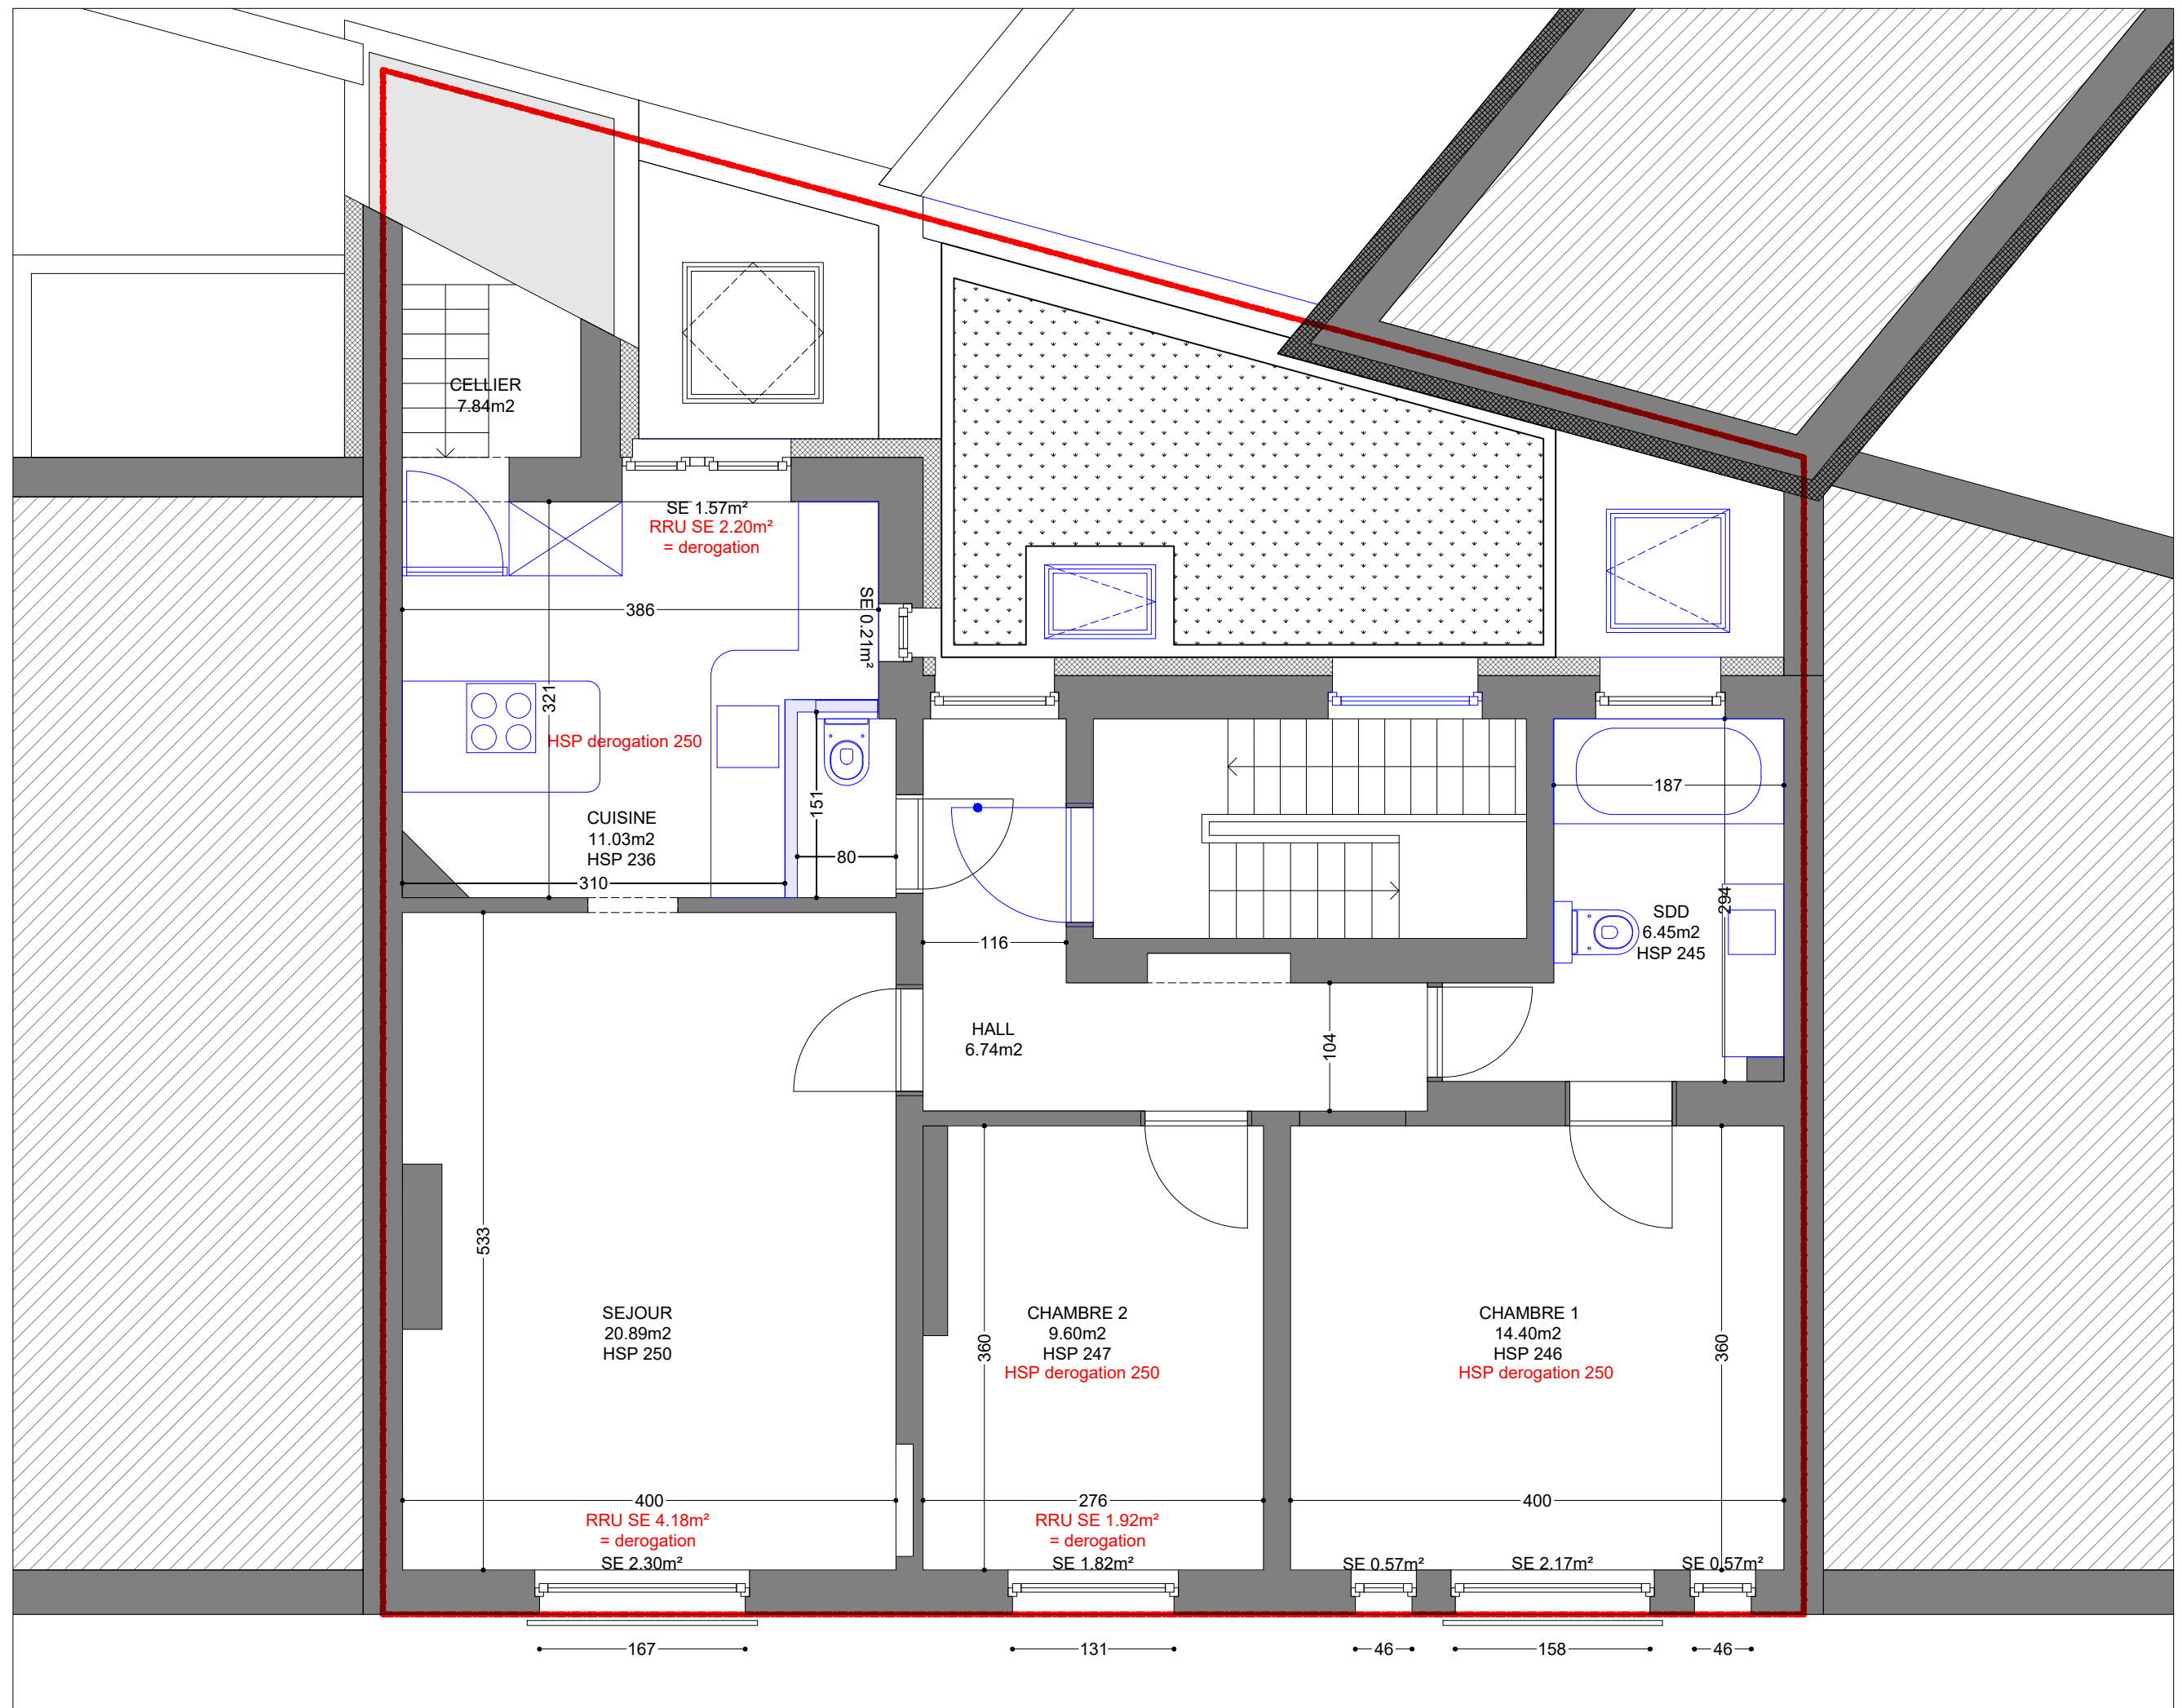 CELLIER
7.84m2
SE 1.57m²
RRU SE 2.20m²
= derogation
386
SE 0.21m²
321
HSP derogation 250
187
151
CUISINE
11.03m2
HSP 236
80
310
294
SDD
6.45m2
HSP 245
116
HALL
6.74m2
104
533
SEJOUR
20.89m2
HSP 250
360
CHAMBRE 2
9.60m2
HSP 247
HSP derogation 250
CHAMBRE 1
14.40m2
HSP 246
HSP derogation 250
360
400
RRU SE 4.18m²
= derogation
SE 2.30m²
276
RRU SE 1.92m²
= derogation
SE 1.82m²
400
SE 0.57m²
SE 2.17m²
SE 0.57m²
167
131
46
158
46